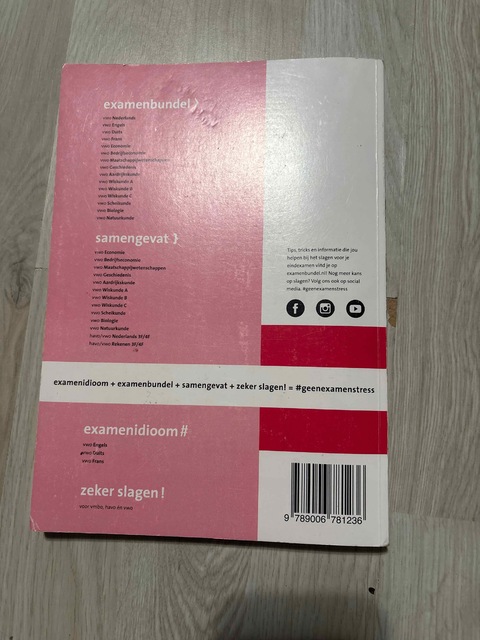 examenbundel }
vwo Nederlands
vwo Engels
vwo Duits
vwo Frans
vwo Economie
vwo Bedrijfseconomie
vwo Maatschappijwetenschappen
vwo Geschiedenis
vwo Aardrijkskunde
vwo Wiskunde A
vwo Wiskunde B
vwo Wiskunde C
vwo Scheikunde
vwo Biologie
vwo Natuurkunde
samengevat }
vwo Economie
vwo Bedrijfseconomie
vwo Maatschappijwetenschappen
vwo Geschiedenis
vwo Aardrijkskunde
vwo Wiskunde A
vwo Wiskunde B
vwo Wiskunde C
vwo Scheikunde
vwo Biologie
vwo Natuurkunde
havo/vwo Nederlands 3F/4F
havo/vwo Rekenen 3F/4F
Tips, tricks en informatie die jou
helpen bij het slagen voor je
eindexamen vind je op
examenbundel.nl! Nog meer kans
op slagen? Volg ons ook op social
media. #geenexamenstress
examenidioom + examenbundel + samengevat + zeker slagen! = #geenexamenstress
examenidioom #
vwo Engels
vwo Duits
vwo Frans
zeker slagen !
voor vmbo, havo en vwo
9 789006 781236